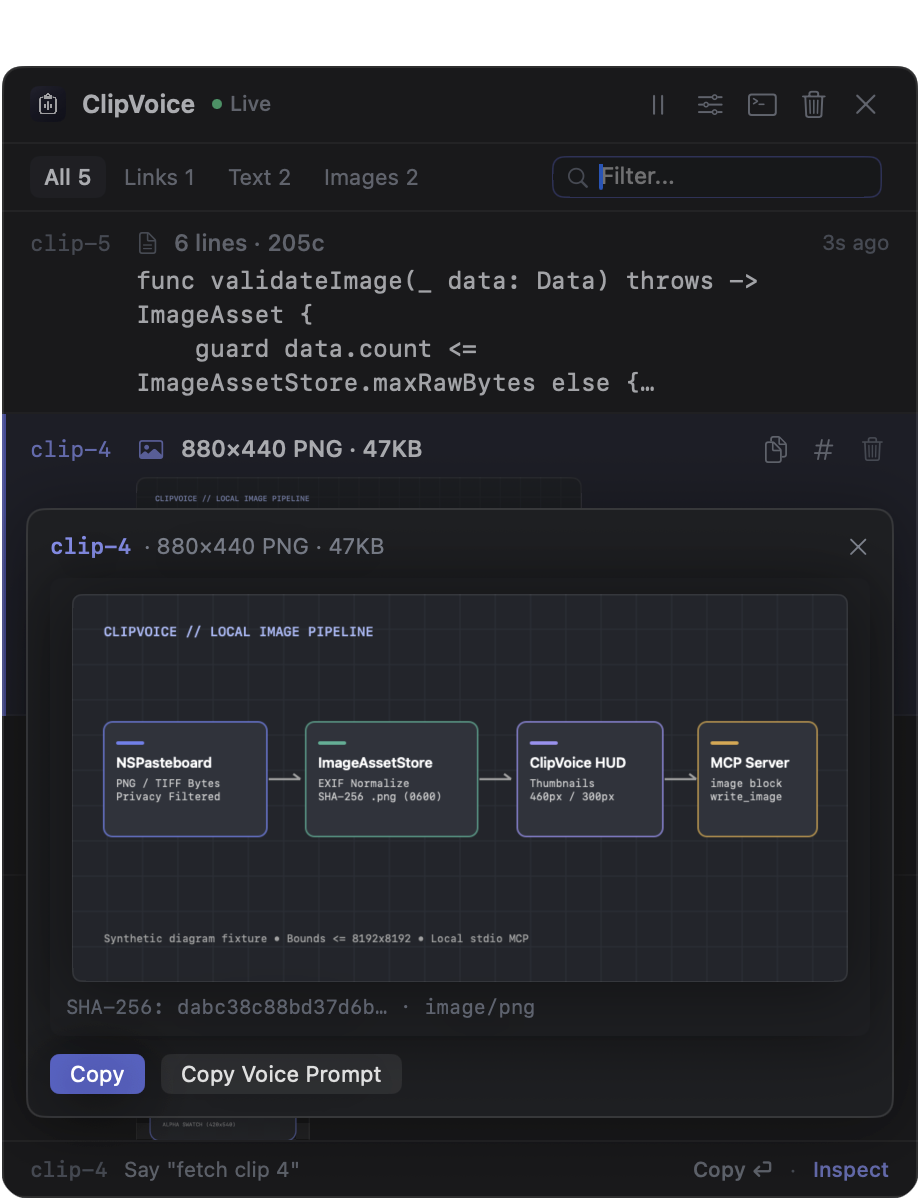 ClipVoice Live
All 5 Links 1 Text 2 Images 2 Filter...
clip-5 6 lines · 205c 3s ago
func validateImage(_ data: Data) throws ->
ImageAsset {
guard data.count <=
ImageAssetStore.maxRawBytes else {…
clip-4 880×440 PNG · 47KB #
CLIPVOICE // LOCAL IMAGE PIPELINE
clip-4 · 880×440 PNG · 47KB
CLIPVOICE // LOCAL IMAGE PIPELINE
NSPasteboard
PNG / TIFF Bytes
Privacy Filtered
ImageAssetStore
EXIF Normalize
SHA-256 .png (0600)
ClipVoice HUD
Thumbnails
460px / 300px
MCP Server
image block
write_image
Synthetic diagram fixture • Bounds <= 8192x8192 • Local stdio MCP
SHA-256: dabc38c88bd37d6b… · image/png
Copy Copy Voice Prompt
ALPHA SWATCH (420x540)
clip-4 Say "fetch clip 4" Copy ↩ · Inspect